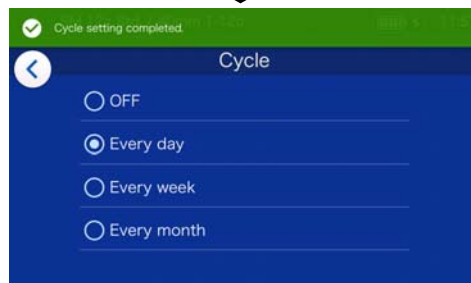 Cycle setting completed.
Cycle
OFF
Every day
Every week
Every month